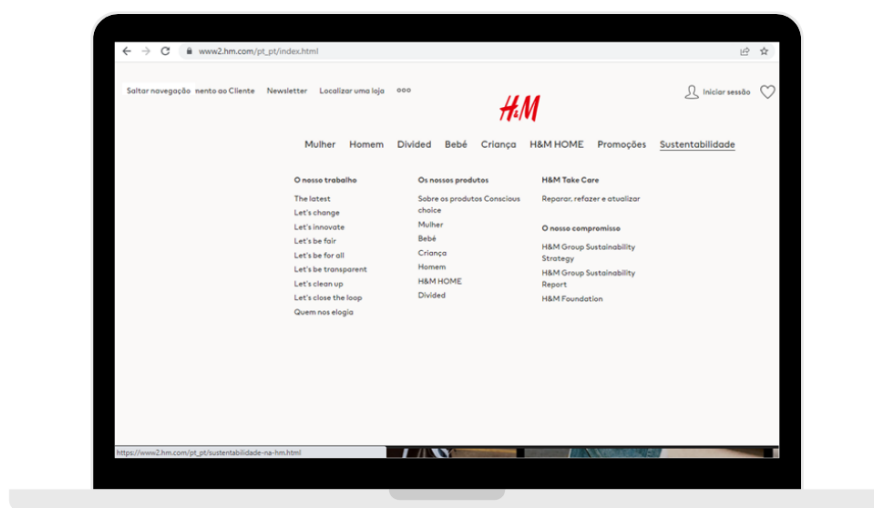 www2.hm.com/pt_pt/index.html
Saltar navegação nento ao Cliente Newsletter Localizar uma loja
Iniciar sessão
H&M
Mulher Homem Divided Bebé Criança H&M HOME Promoções Sustentabilidade
O nosso trabalho
The latest
Let's change
Let's innovate
Let's be fair
Let's be for all
Let's be transparent
Let's clean up
Let's close the loop
Quem nos elogia
Os nossos produtos
Sobre os produtos Conscious
choice
Mulher
Bebé
Criança
Homem
H&M HOME
Divided
H&M Take Care
Reparar, refazer e atualizar
O nosso compromisso
H&M Group Sustainability
Strategy
H&M Group Sustainability
Report
H&M Foundation
https://www2.hm.com/pt_pt/sustentabilidade-na-hm.html